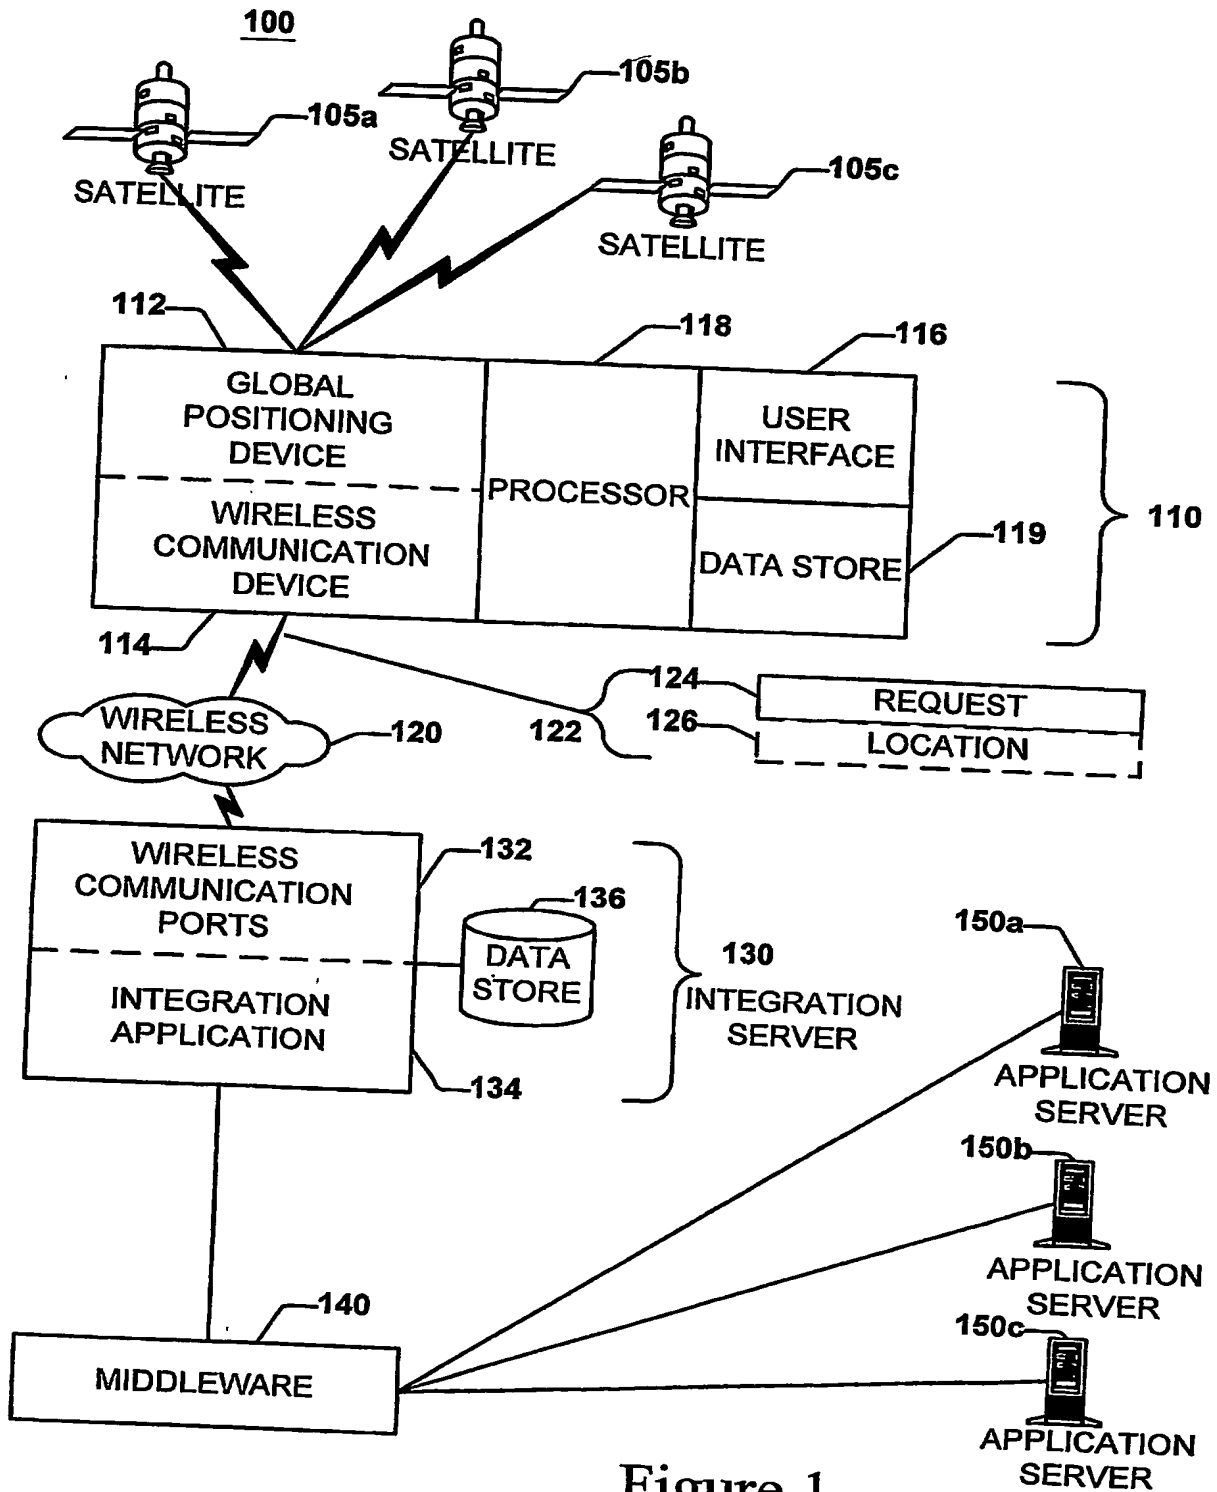 100
105a
SATELLITE
105b
SATELLITE
105c
SATELLITE
112
118
116
GLOBAL
POSITIONING
DEVICE
WIRELESS
COMMUNICATION
DEVICE
PROCESSOR
USER
INTERFACE
DATA STORE
119
110
114
WIRELESS
NETWORK
120
122
124
REQUEST
126
LOCATION
WIRELESS
COMMUNICATION
PORTS
132
INTEGRATION
APPLICATION
134
136
DATA
STORE
130
INTEGRATION
SERVER
150a
APPLICATION
SERVER
150b
APPLICATION
SERVER
150c
APPLICATION
SERVER
140
MIDDLEWARE
Figure 1